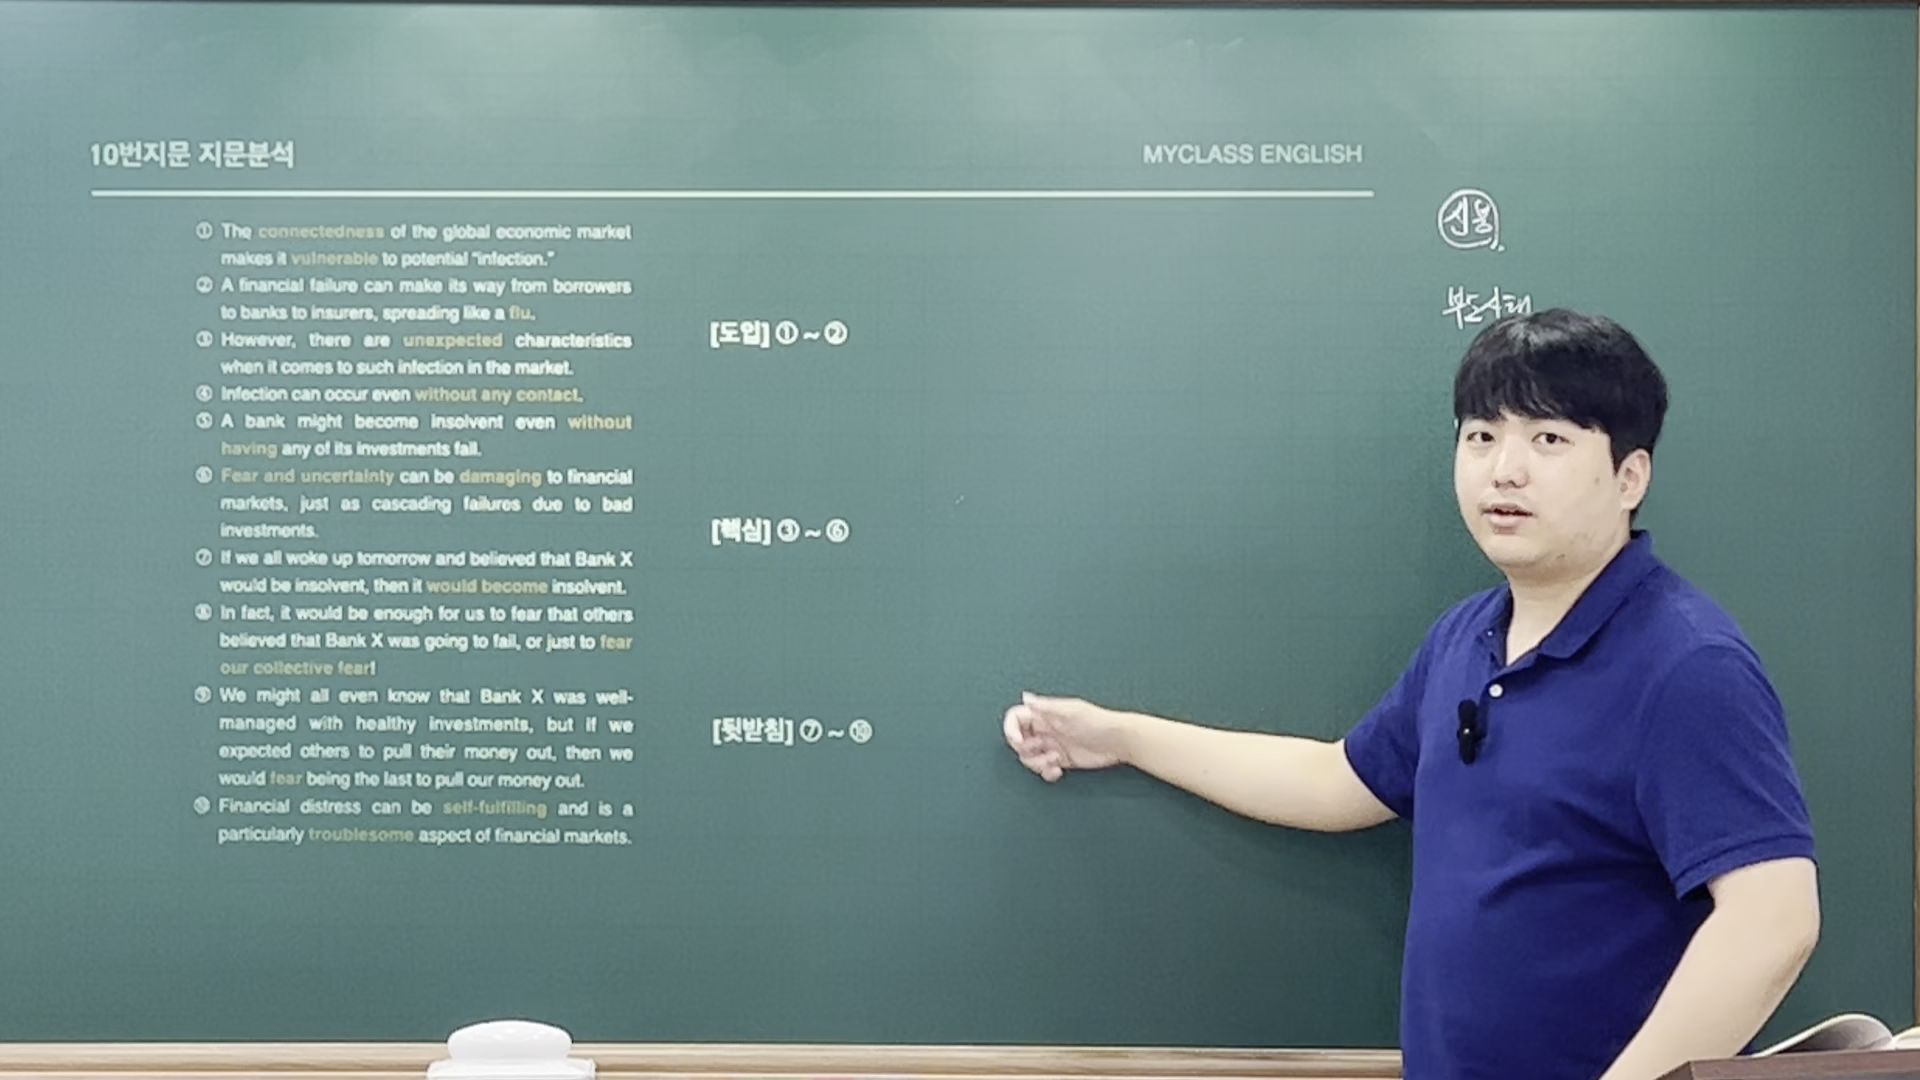 10번지문 지문분석
MYCLASS ENGLISH
① The connectedness of the global economic market
makes it vulnerable to potential "infection."
② A financial failure can make its way from borrowers
to banks to insurers, spreading like a flu.
③ However, there are unexpected characteristics
when it comes to such infection in the market.
④ Infection can occur even without any contact.
⑤ A bank might become insolvent even without
having any of its investments fail.
⑥ Fear and uncertainty can be damaging to financial
markets, just as cascading failures due to bad
investments.
⑦ If we all woke up tomorrow and believed that Bank X
would be insolvent, then it would become insolvent.
⑧ In fact, it would be enough for us to fear that others
believed that Bank X was going to fail, or just to fear
our collective fear!
⑨ We might all even know that Bank X was well-
managed with healthy investments, but if we
expected others to pull their money out, then we
would fear being the last to pull our money out.
⑩ Financial distress can be self-fulfilling and is a
particularly troublesome aspect of financial markets.
[도입] ① ~ ②
[핵심] ③ ~ ⑥
[뒷받침] ⑦ ~ ⑩
신용